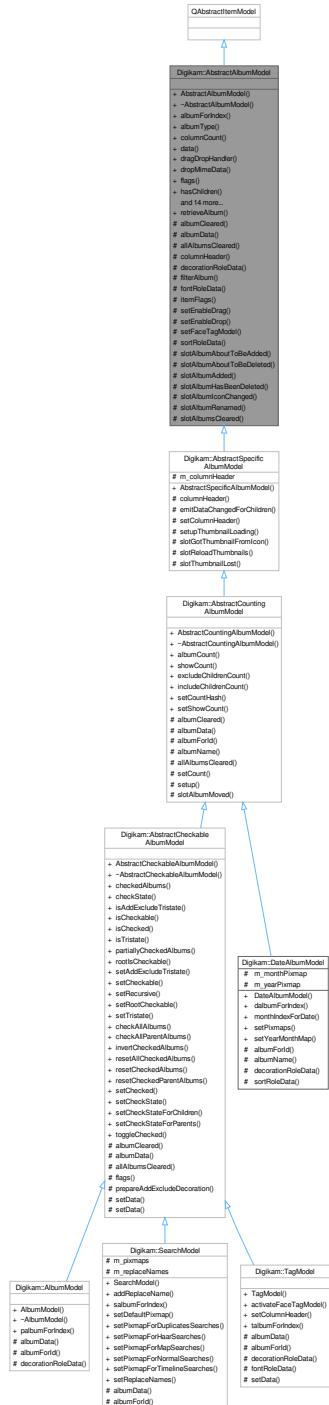 QAbstractItemModel
Digikam::AbstractAlbumModel
+ AbstractAlbumModel()
+ ~AbstractAlbumModel()
+ albumForIndex()
+ albumType()
+ columnCount()
+ data()
+ dragDropHandler()
+ dropMimeData()
+ flags()
+ hasChildren()
and 14 more...
+ retrieveAlbum()
# albumCleared()
# albumData()
# allAlbumsCleared()
# columnHeader()
# decorationRoleData()
# filterAlbum()
# fontRoleData()
# itemFlags()
# setEnableDrag()
# setEnableDrop()
# setFaceTagModel()
# sortRoleData()
# slotAlbumAboutToBeAdded()
# slotAlbumAboutToBeDeleted()
# slotAlbumAdded()
# slotAlbumHasBeenDeleted()
# slotAlbumIconChanged()
# slotAlbumRenamed()
# slotAlbumsCleared()
Digikam::AbstractSpecific
AlbumModel
# m_columnHeader
+ AbstractSpecificAlbumModel()
# columnHeader()
# emitDataChangedForChildren()
# setColumnHeader()
# setupThumbnailLoading()
# slotGotThumbnailFromIcon()
# slotReloadThumbnails()
# slotThumbnailLost()
Digikam::AbstractCounting
AlbumModel
+ AbstractCountingAlbumModel()
+ ~AbstractCountingAlbumModel()
+ albumCount()
+ showCount()
+ excludeChildrenCount()
+ includeChildrenCount()
+ setCountHash()
+ setShowCount()
# albumCleared()
# albumData()
# albumForId()
# albumName()
# allAlbumsCleared()
# setCount()
# setup()
# slotAlbumMoved()
Digikam::AbstractCheckable
AlbumModel
+ AbstractCheckableAlbumModel()
+ ~AbstractCheckableAlbumModel()
+ checkedAlbums()
+ checkState()
+ isAddExcludeTristate()
+ isCheckable()
+ isChecked()
+ isTristate()
+ partiallyCheckedAlbums()
+ rootIsCheckable()
+ setAddExcludeTristate()
+ setCheckable()
+ setRecursive()
+ setRootCheckable()
+ setTristate()
+ checkAllAlbums()
+ checkAllParentAlbums()
+ invertCheckedAlbums()
+ resetAllCheckedAlbums()
+ resetCheckedAlbums()
+ resetCheckedParentAlbums()
+ setChecked()
+ setCheckState()
+ setCheckStateForChildren()
+ setCheckStateForParents()
+ toggleChecked()
# albumCleared()
# albumData()
# allAlbumsCleared()
# flags()
# prepareAddExcludeDecoration()
# setData()
# setData()
Digikam::DateAlbumModel
# m_monthPixmap
# m_yearPixmap
+ DateAlbumModel()
+ dalbumForIndex()
+ monthIndexForDate()
+ setPixmaps()
+ setYearMonthMap()
# albumForId()
# albumName()
# decorationRoleData()
# sortRoleData()
Digikam::AlbumModel
+ AlbumModel()
+ ~AlbumModel()
+ palbumForIndex()
# albumData()
# albumForId()
# decorationRoleData()
Digikam::SearchModel
# m_pixmaps
# m_replaceNames
+ SearchModel()
+ addReplaceName()
+ salbumForIndex()
+ setDefaultPixmap()
+ setPixmapForDuplicatesSearches()
+ setPixmapForHaarSearches()
+ setPixmapForMapSearches()
+ setPixmapForNormalSearches()
+ setPixmapForTimelineSearches()
+ setReplaceNames()
# albumData()
# albumForId()
Digikam::TagModel
+ TagModel()
+ activateFaceTagModel()
+ setColumnHeader()
+ talbumForIndex()
# albumData()
# albumForId()
# decorationRoleData()
# fontRoleData()
# setData()